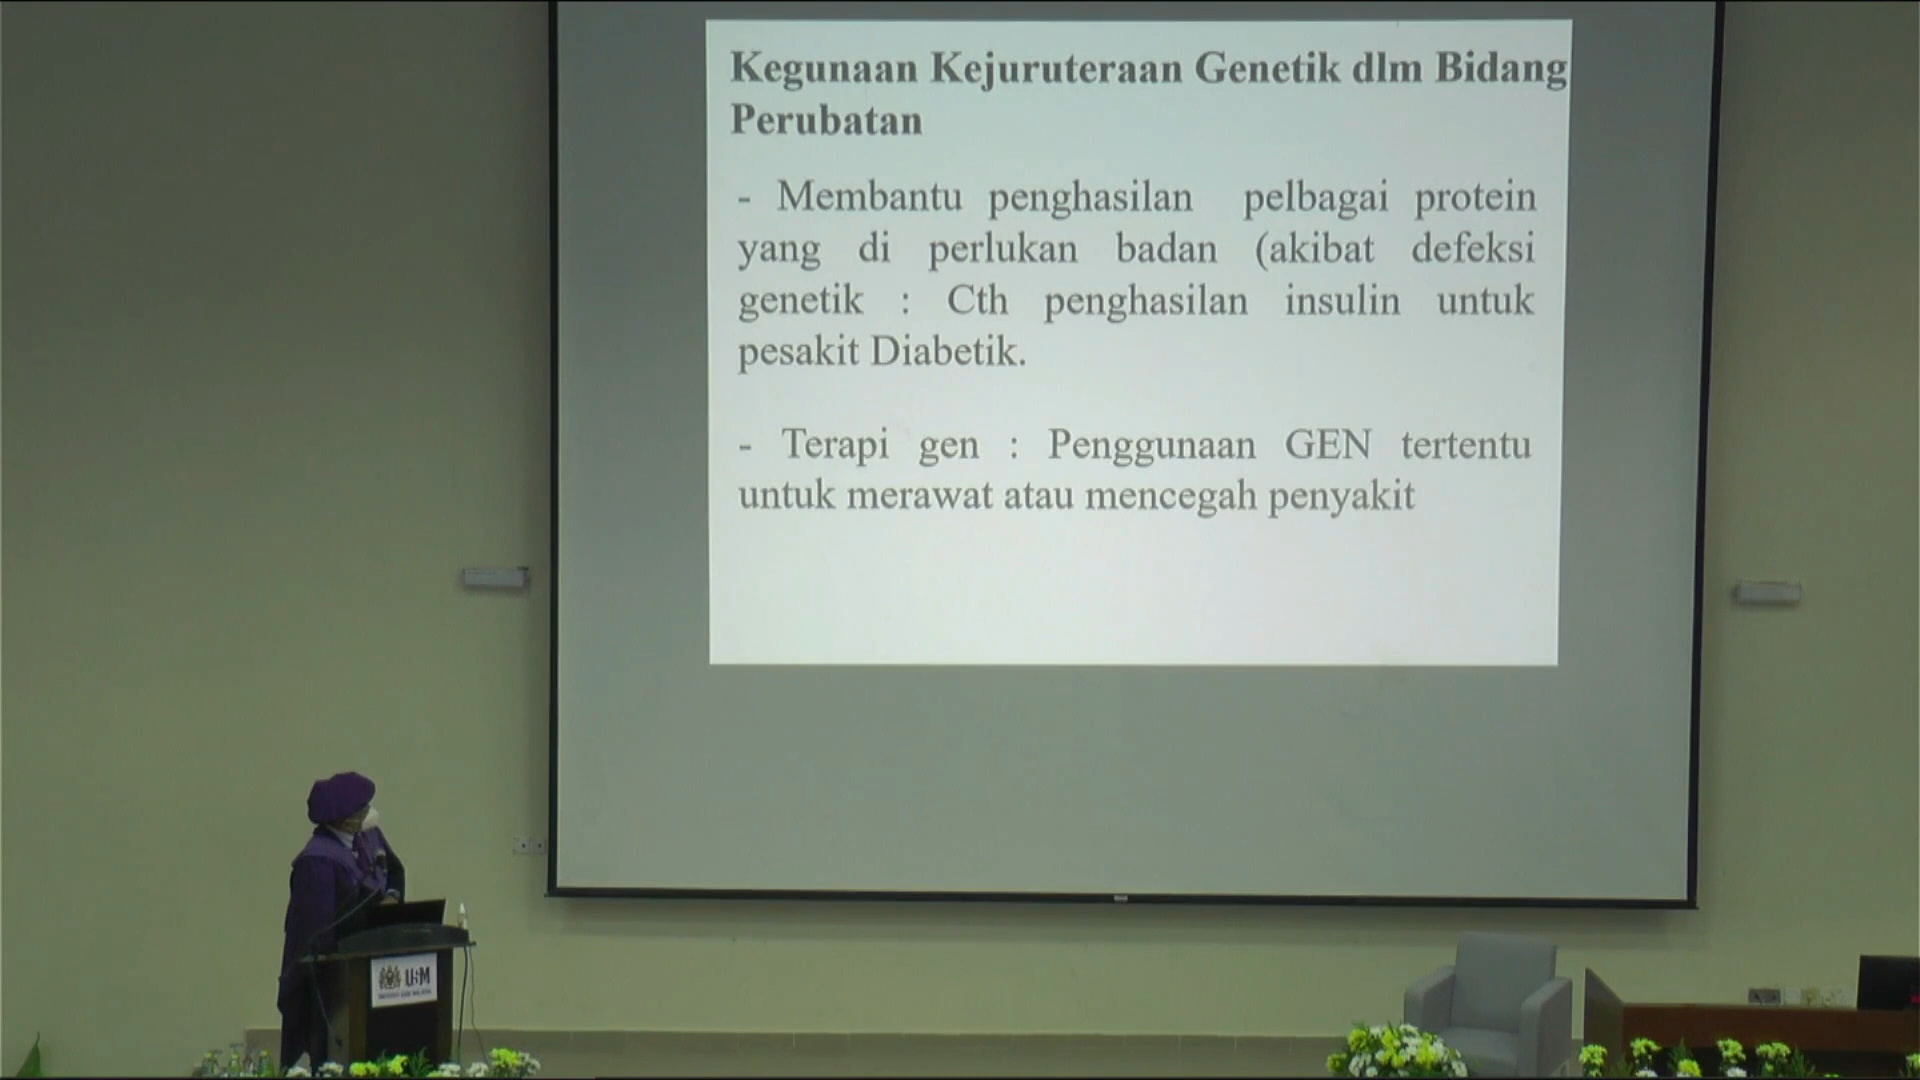 Kegunaan Kejuruteraan Genetik dlm Bidang
Perubatan
- Membantu penghasilan pelbagai protein
yang di perlukan badan (akibat defeksi
genetik : Cth penghasilan insulin untuk
pesakit Diabetik.
- Terapi gen : Penggunaan GEN tertentu
untuk merawat atau mencegah penyakit
USM